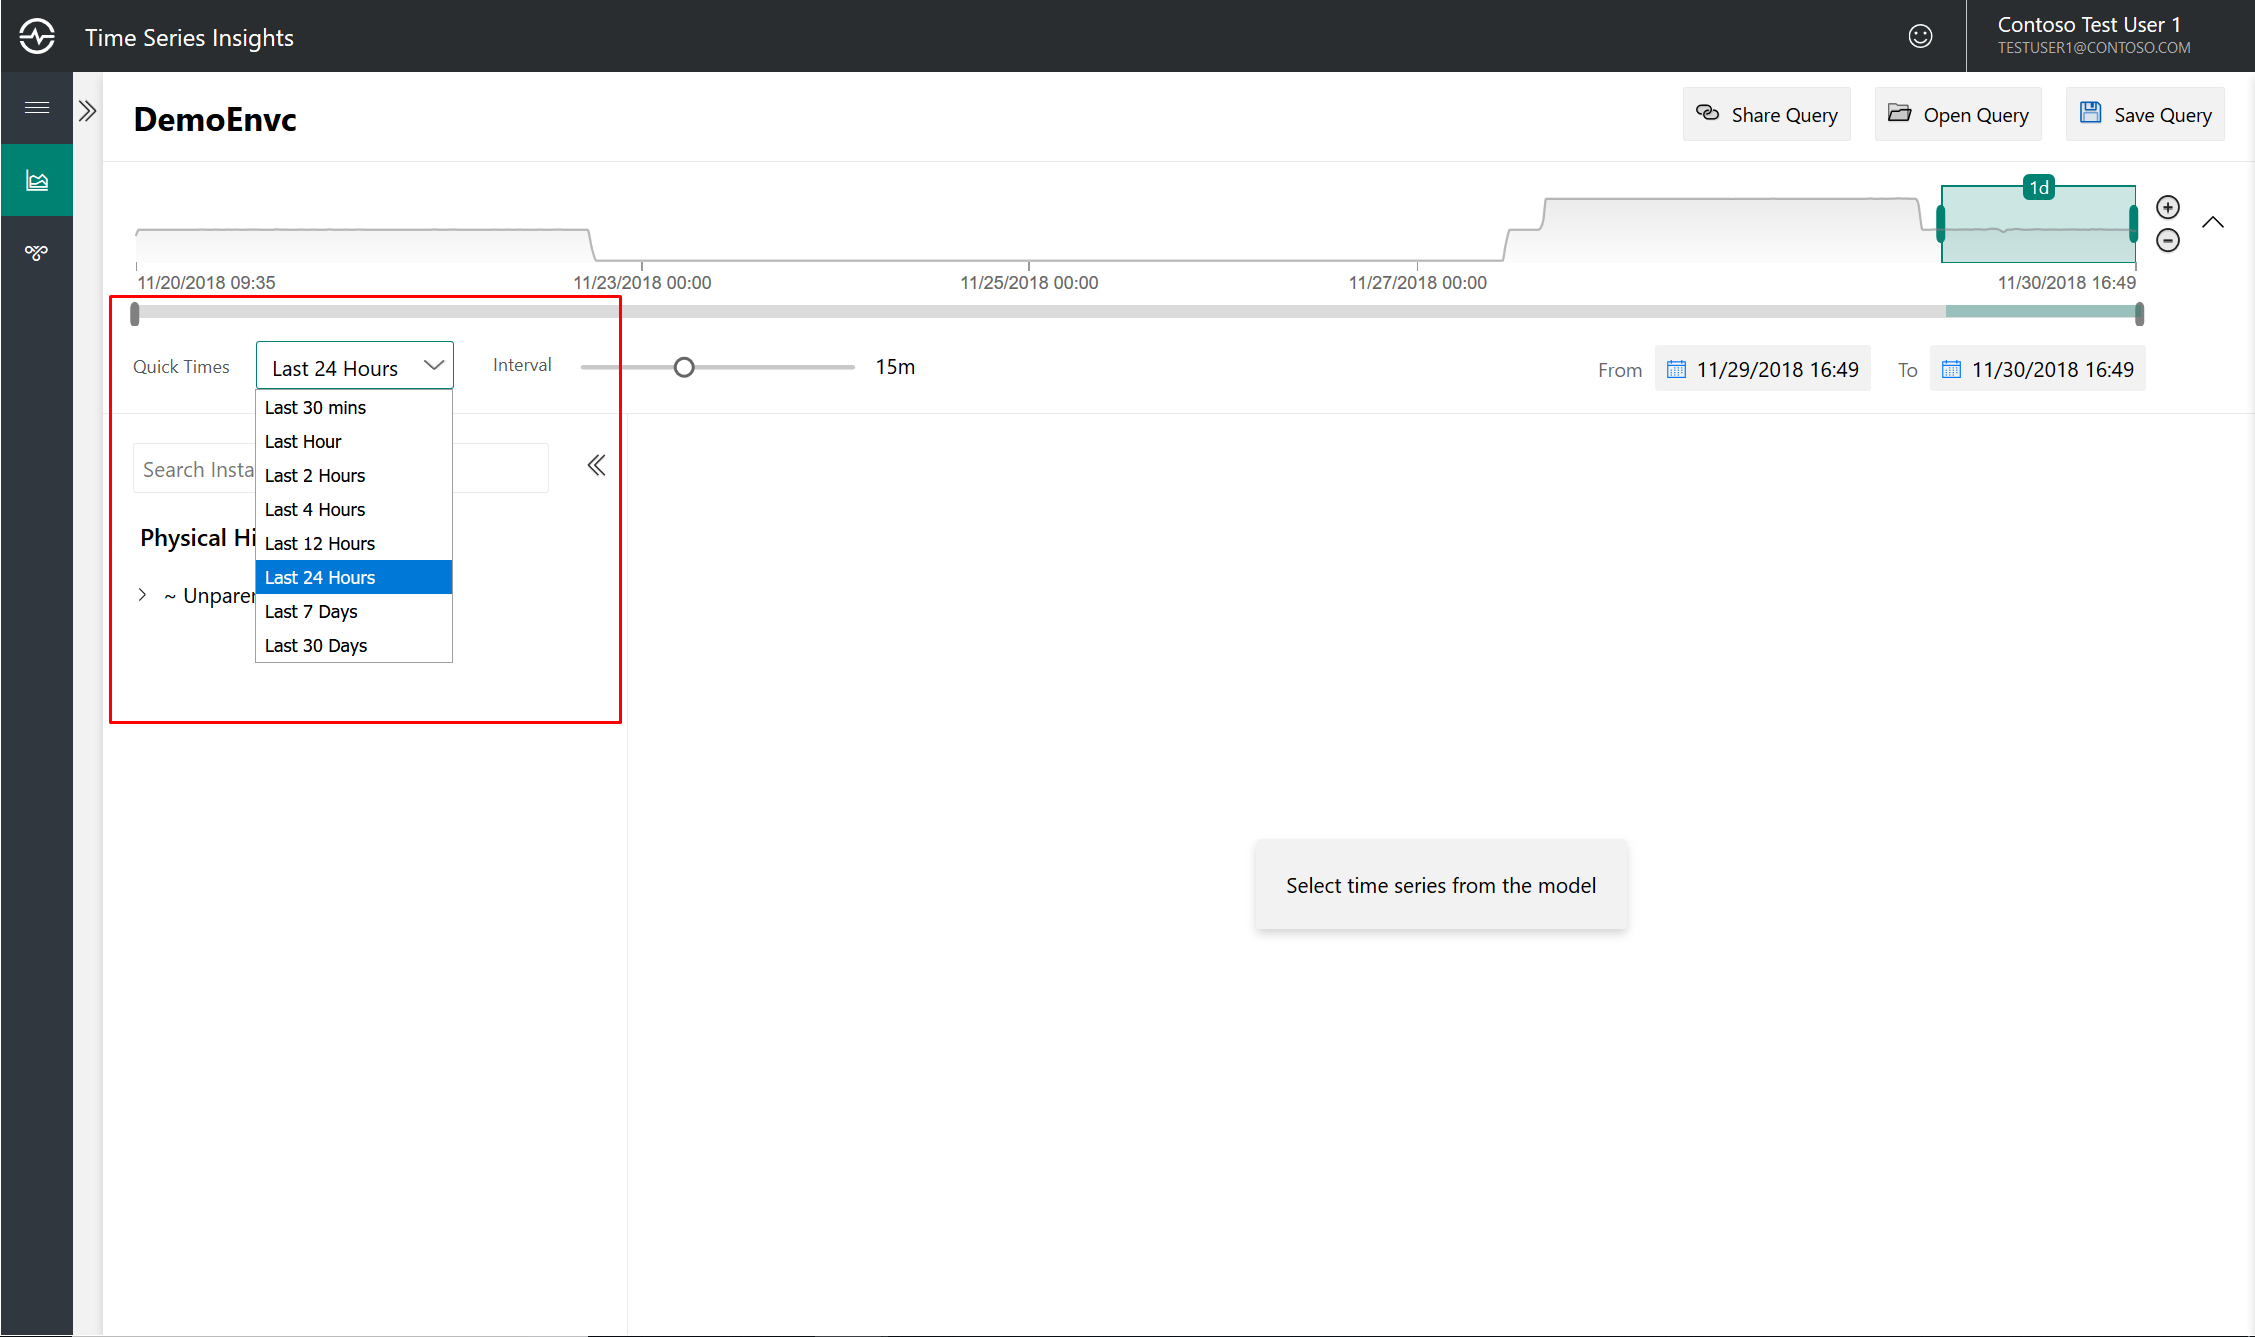 Time Series Insights
Contoso Test User 1
TESTUSER1@CONTOSO.COM
DemoEnvc
Share Query
Open Query
Save Query
1d
11/20/2018 09:35
11/23/2018 00:00
11/25/2018 00:00
11/27/2018 00:00
11/30/2018 16:49
Quick Times
Last 24 Hours
Interval
15m
From
11/29/2018 16:49
To
11/30/2018 16:49
Last 30 mins
Last Hour
Last 2 Hours
Last 4 Hours
Last 12 Hours
Last 24 Hours
Last 7 Days
Last 30 Days
Search Insta
Physical Hi
~ Unparen
Select time series from the model